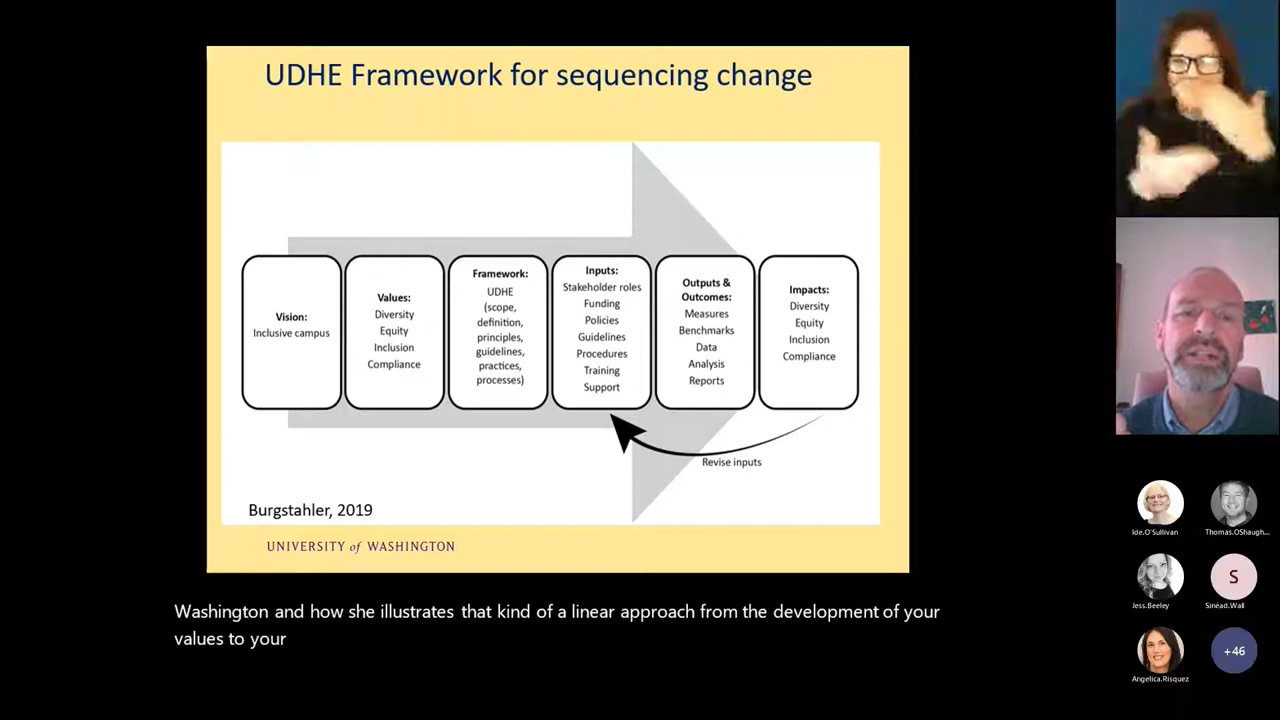 UDHE Framework for sequencing change
Vision:
Inclusive campus
Values:
Diversity
Equity
Inclusion
Compliance
Framework:
UDHE
(scope,
definition,
principles,
guidelines,
practices,
processes)
Inputs:
Stakeholder roles
Funding
Policies
Guidelines
Procedures
Training
Support
Outputs &
Outcomes:
Measures
Benchmarks
Data
Analysis
Reports
Impacts:
Diversity
Equity
Inclusion
Compliance
Revise inputs
Burgstahler, 2019
UNIVERSITY of WASHINGTON
Washington and how she illustrates that kind of a linear approach from the development of your
values to your
Ide.O'Sullivan
Thomas.OShaugh...
Jess.Beeley
S
Sinéad.Wall
Angelica.Risquez
+46